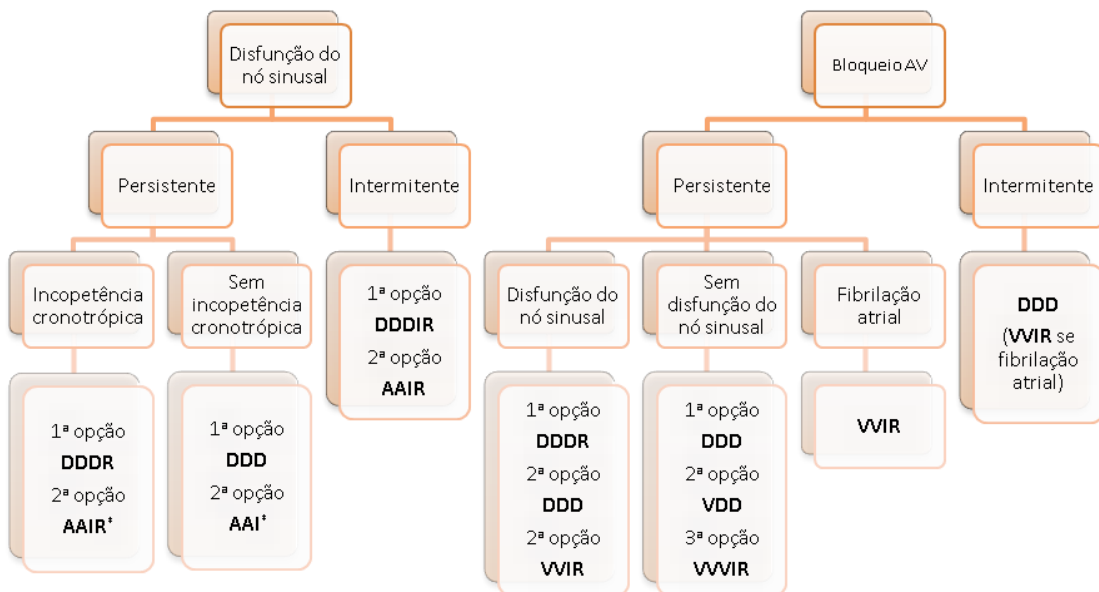 Disfunção do
nó sinusal
Persistente
Incopetência
cronotrópica
1ª opção
DDDR
2ª opção
AAIR‡
Sem
incopetência
cronotrópica
1ª opção
DDD
2ª opção
AAI‡
Intermitente
1ª opção
DDDIR
2ª opção
AAIR
Bloqueio AV
Persistente
Disfunção do
nó sinusal
1ª opção
DDDR
2ª opção
DDD
2ª opção
VVIR
Sem
disfunção do
nó sinusal
1ª opção
DDD
2ª opção
VDD
3ª opção
VVVIR
Fibrilação
atrial
VVIR
Intermitente
DDD
(VVIR se
fibrilação
atrial)